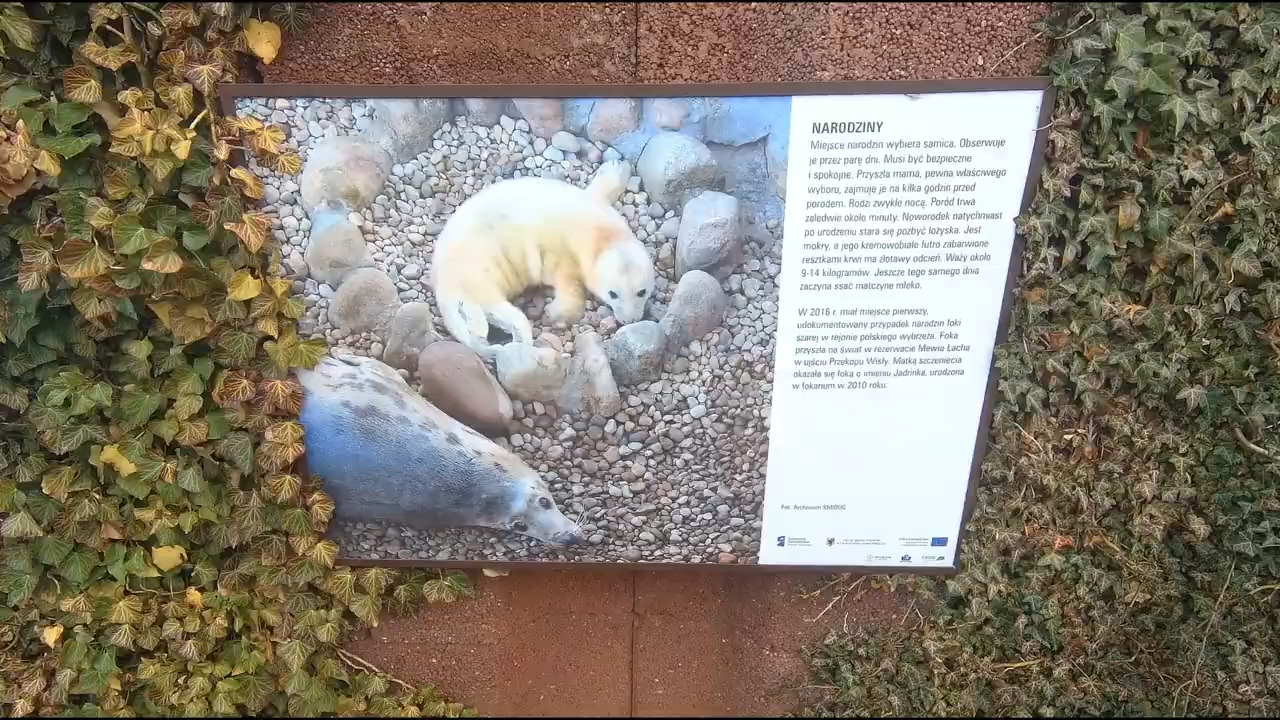 NARODZINY
Miejsce narodzin wybiera samica. Obserwuje
je przez parę dni. Musi być bezpieczne
i spokojne. Przyszła mama, pewna właściwego
wyboru, zajmuje je na kilka godzin przed
porodem. Rodzi zwykle nocą. Poród trwa
zaledwie około minuty. Noworodek natychmiast
po urodzeniu stara się pozbyć łożyska. Jest
mokry, a jego kremowobiałe futro zabarwione
resztkami krwi ma złotawy odcień. Waży około
9-14 kilogramów. Jeszcze tego samego dnia
zaczyna ssać matczyne mleko.
W 2016 r. miał miejsce pierwszy,
udokumentowany przypadek narodzin foki
szarej w rejonie polskiego wybrzeża. Foka
przyszła na świat w rezerwacie Mewia Łacha
w ujściu Przekopu Wisły. Matką szczenięcia
okazała się foka o imieniu Jadrinka, urodzona
w fokarium w 2010 roku.
Fot. Archiwum SMIOUG